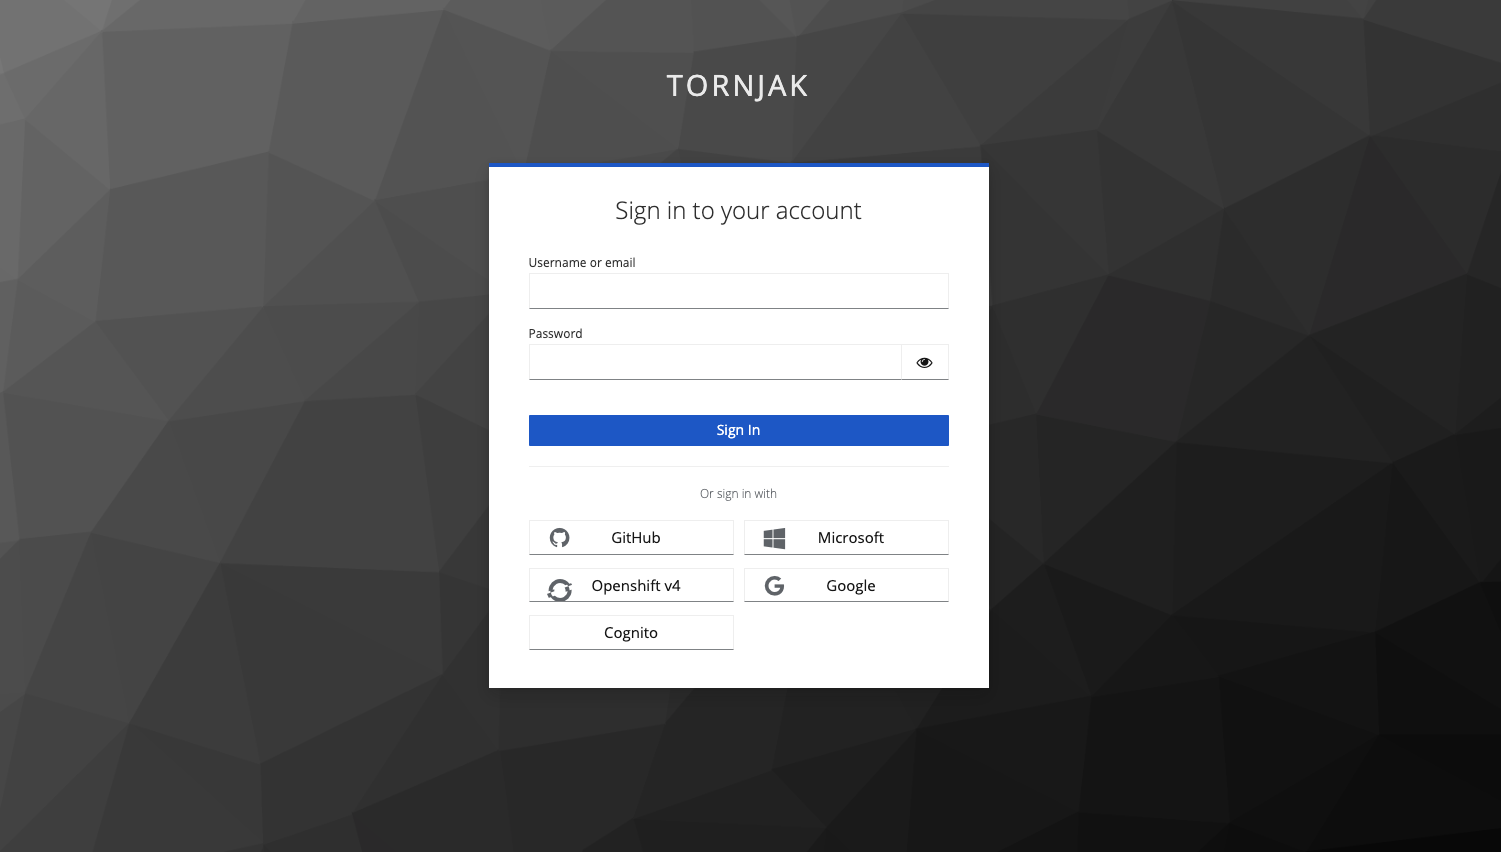 TORNJAK
Sign in to your account
Username or email
Password
Sign In
Or sign in with
GitHub
Microsoft
Openshift v4
Google
Cognito